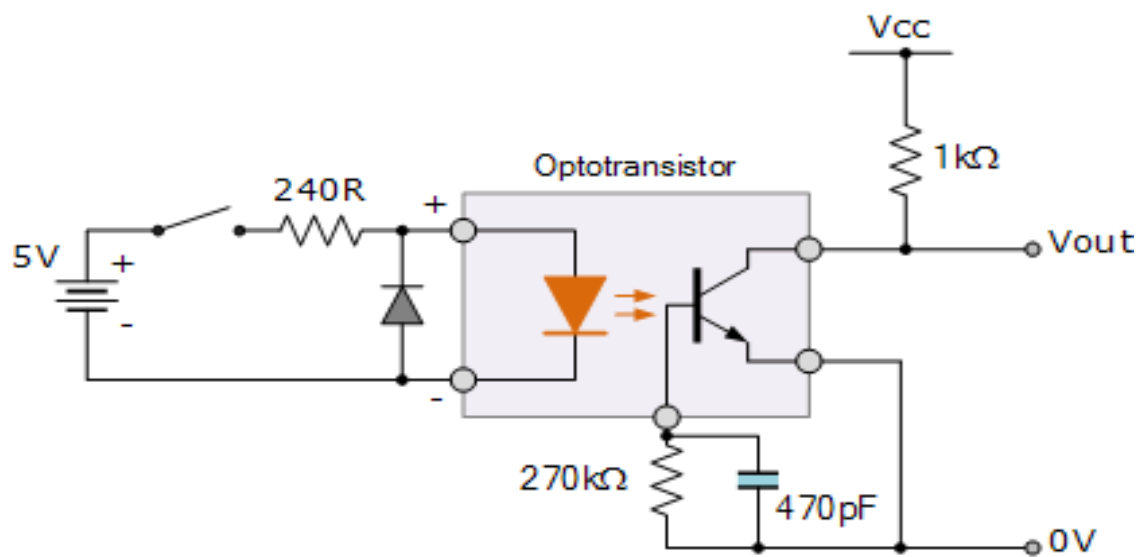 Vcc
1kΩ
Optotransistor
240R
+
5V
+
-
Vout
-
270kΩ
470pF
0V